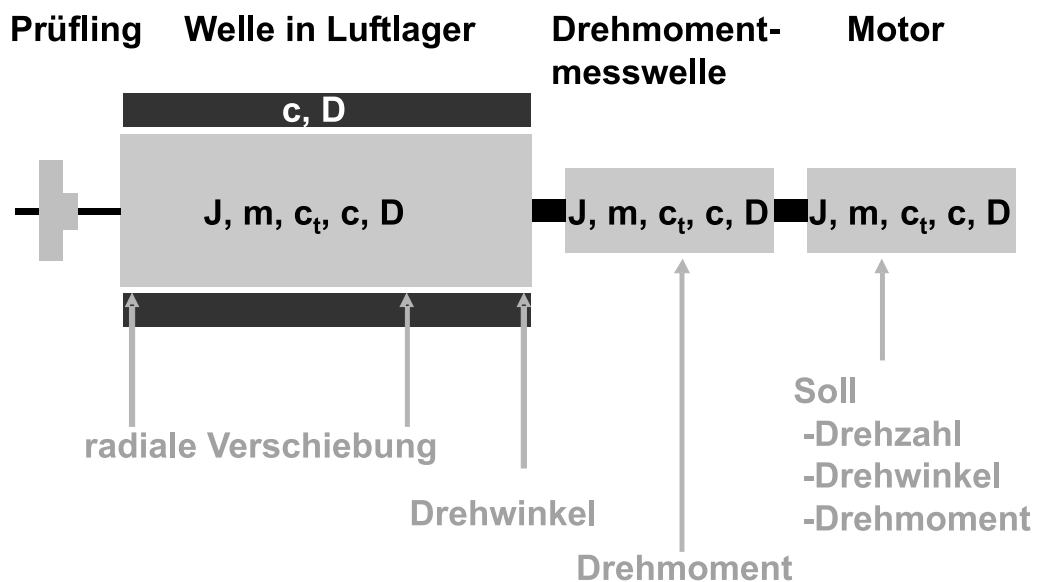 Prüfling Welle in Luftlager Drehmoment- Motor
messwelle
c, D
J, m, cₜ, c, D J, m, cₜ, c, D J, m, cₜ, c, D
Soll
-Drehzahl
radiale Verschiebung
-Drehwinkel
Drehwinkel
-Drehmoment
Drehmoment